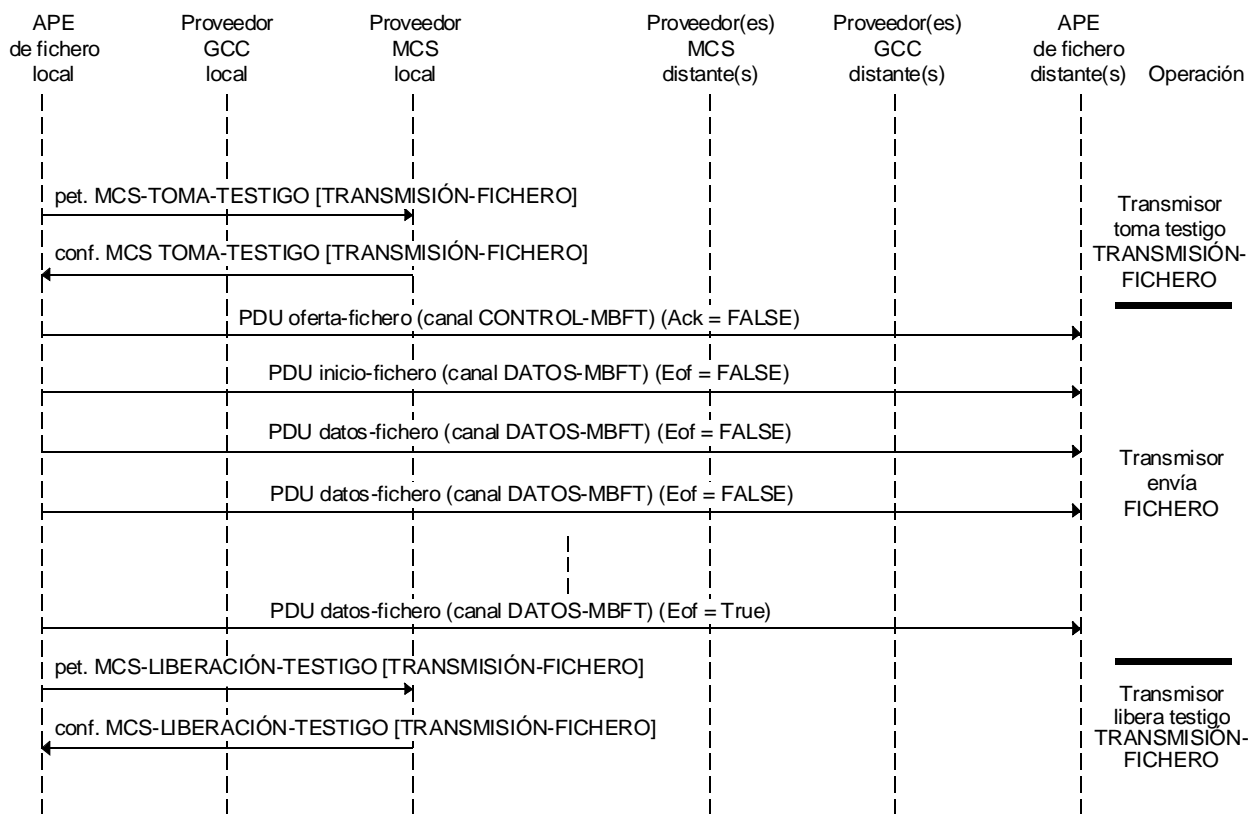 APE
de fichero
local
Proveedor
GCC
local
Proveedor
MCS
local
Proveedor(es)
MCS
distante(s)
Proveedor(es)
GCC
distante(s)
APE
de fichero
distante(s)
Operación
pet. MCS-TOMA-TESTIGO [TRANSMISIÓN-FICHERO]
conf. MCS TOMA-TESTIGO [TRANSMISIÓN-FICHERO]
Transmisor
toma testigo
TRANSMISIÓN-
FICHERO
PDU oferta-fichero (canal CONTROL-MBFT) (Ack = FALSE)
PDU inicio-fichero (canal DATOS-MBFT) (Eof = FALSE)
PDU datos-fichero (canal DATOS-MBFT) (Eof = FALSE)
PDU datos-fichero (canal DATOS-MBFT) (Eof = FALSE)
Transmisor
envía
FICHERO
PDU datos-fichero (canal DATOS-MBFT) (Eof = True)
pet. MCS-LIBERACIÓN-TESTIGO [TRANSMISIÓN-FICHERO]
conf. MCS-LIBERACIÓN-TESTIGO [TRANSMISIÓN-FICHERO]
Transmisor
libera testigo
TRANSMISIÓN-
FICHERO